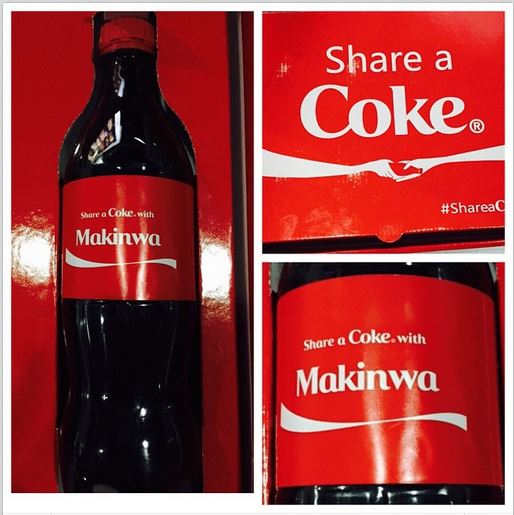 Share a Coke® with
Makinwa
Share a
Coke®
#ShareaC
Share a Coke® with
Makinwa